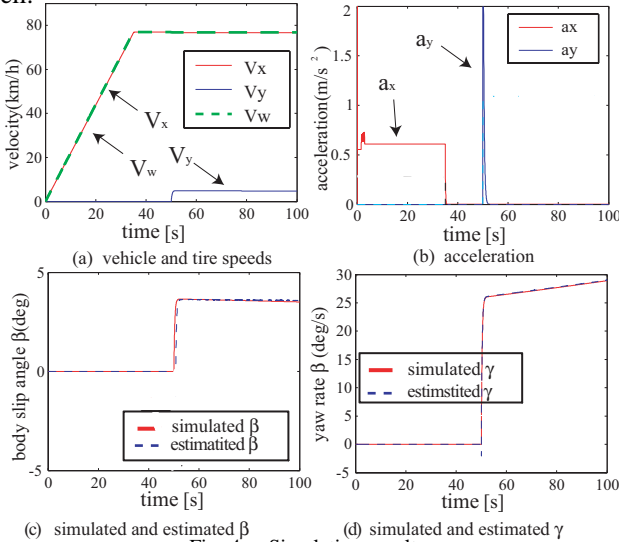 80
60
40
20
0
velocity(km/h)
Vx
Vy
Vw
Vx
Vw
Vy
0 20 40 60 80 100
time [s]
(a) vehicle and tire speeds
2
1.5
1
0.5
0
acceleration(m/s²)
ax
ay
ay
ax
0 20 40 60 80 100
time [s]
(b) acceleration
5
0
-5
body slip angle β(deg)
simulated β
estimatited β
0 20 40 60 80 100
time [s]
(c) simulated and estimated β
30
25
20
15
10
5
0
-5
yaw rate β (deg/s)
simulated γ
estimstited γ
0 20 40 60 80 100
time [s]
(d) simulated and estimated γ